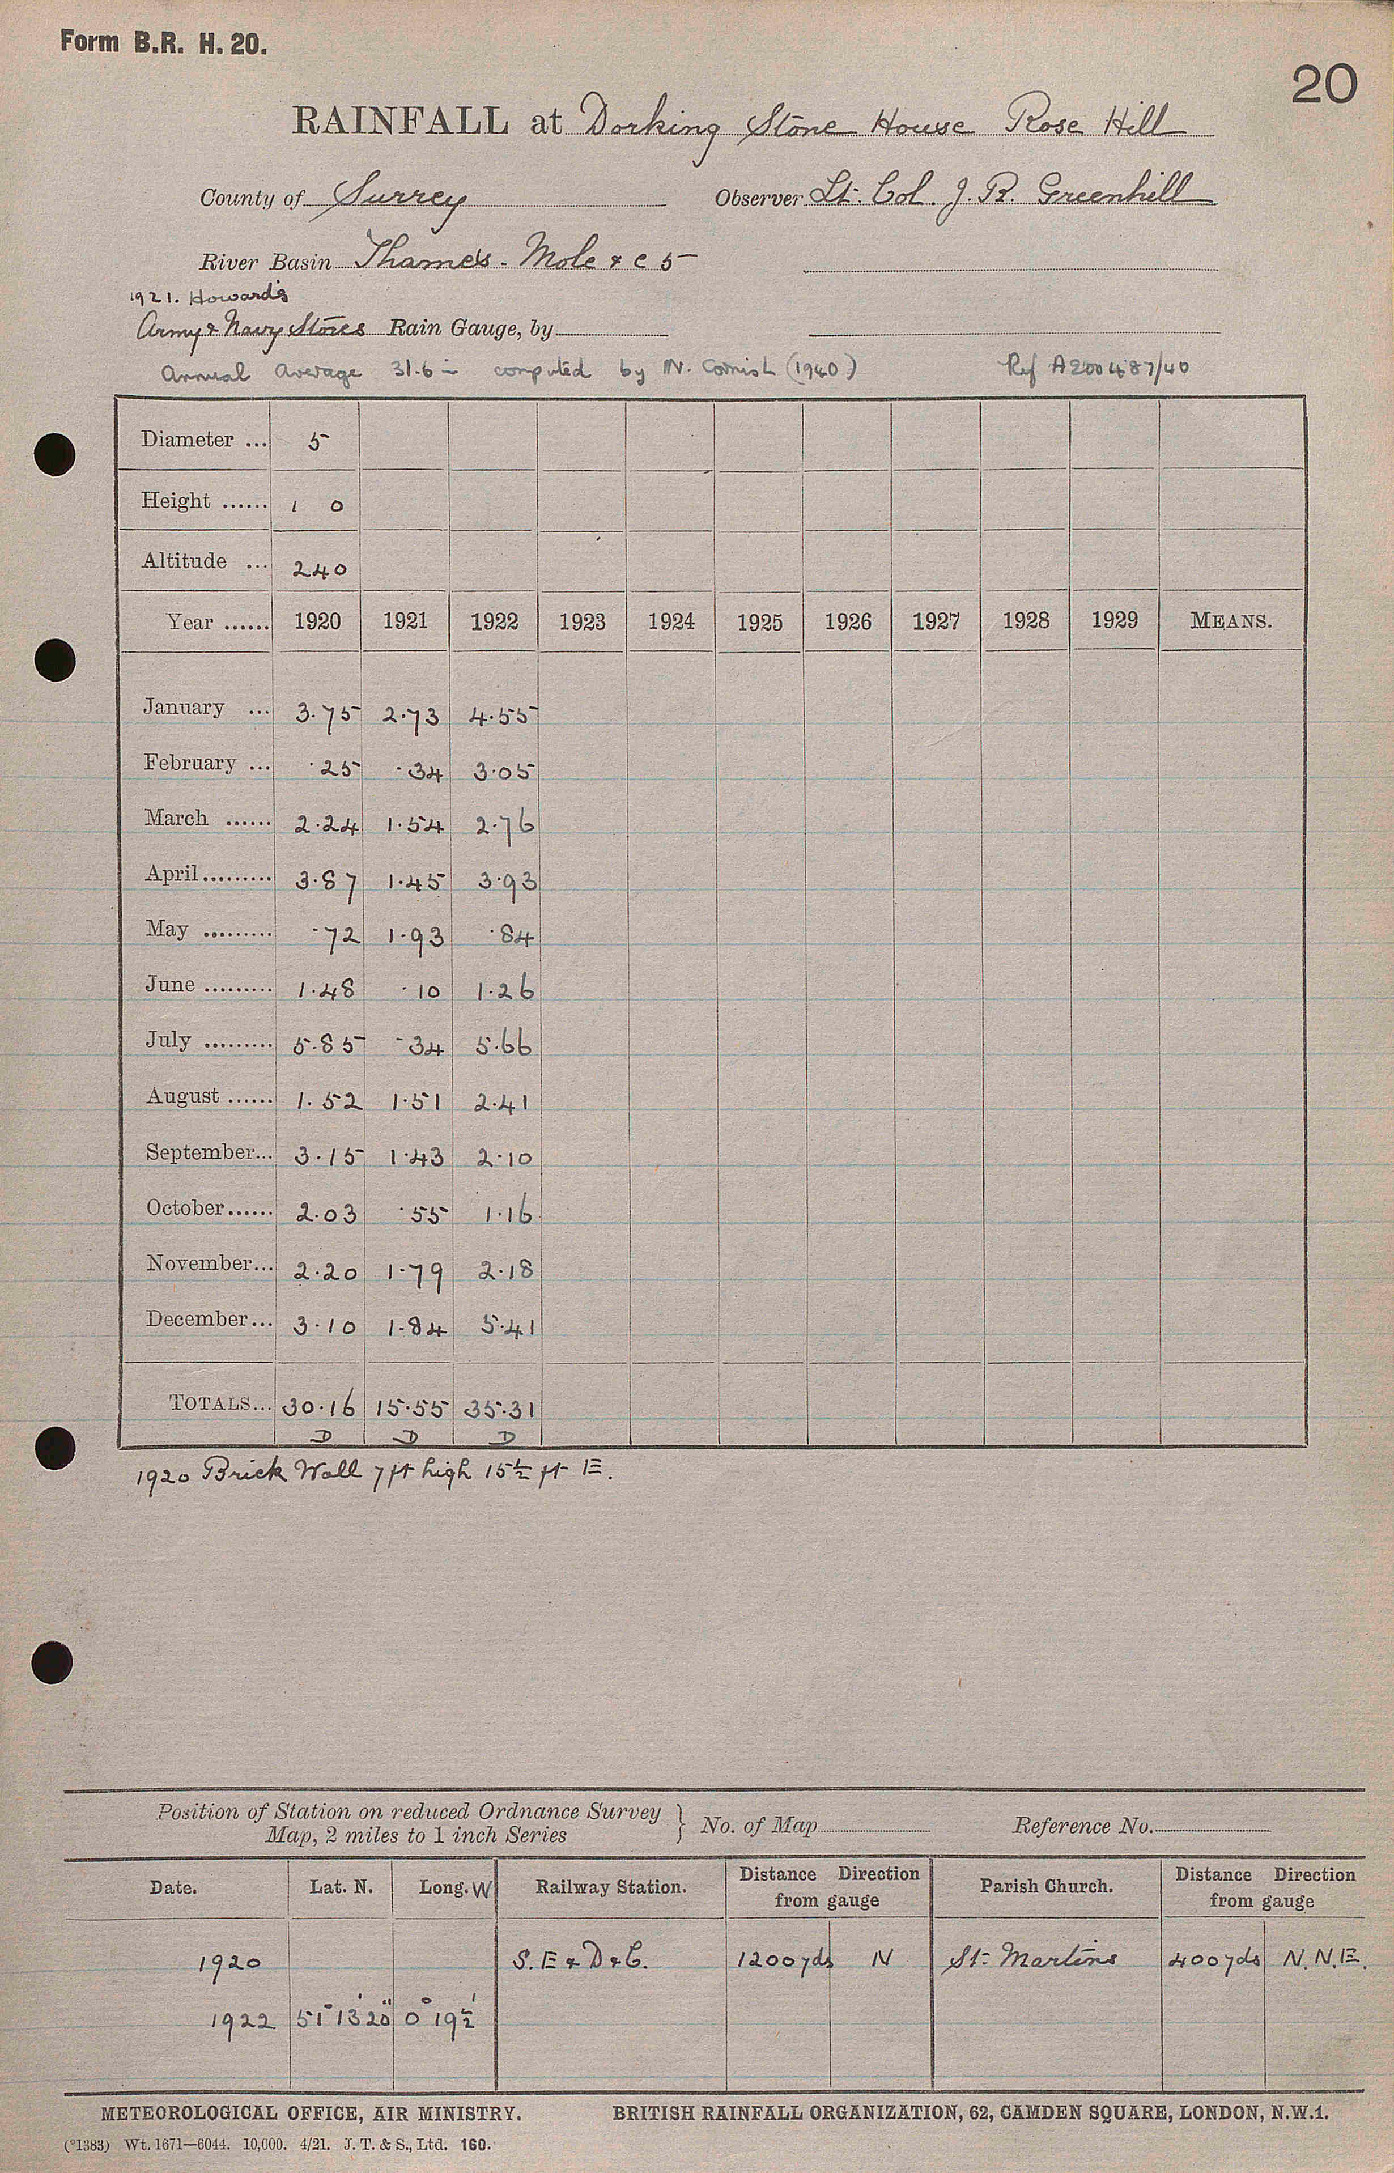 Form B.R. H. 20.
20
RAINFALL at Dorking Stone House Rose Hill
County of Surrey Observer Lt. Col. J. R. Greenhill
River Basin Thames - Mole & c 5
1921. Howard's
Army & Navy Stores Rain Gauge, by
Annual Average 31.6 in computed by N. Cornish (1940) Ref A200487/40
Diameter ... 5
Height ...... 1 0
Altitude ... 240
Year ...... 1920 1921 1922 1923 1924 1925 1926 1927 1928 1929 MEANS.
January ... 3.75 2.73 4.55
February ... .25 .34 3.05
March ...... 2.24 1.54 2.76
April ......... 3.87 1.45 3.93
May ......... .72 1.93 .84
June ......... 1.48 .10 1.26
July ......... 5.85 .34 5.66
August ...... 1.52 1.51 2.41
September... 3.15 1.43 2.10
October...... 2.03 .55 1.16
November... 2.20 1.79 2.18
December... 3.10 1.84 5.41
TOTALS... 30.16 15.55 35.31
D D D
1920 Brick Wall 7 ft high 15½ ft E.
Position of Station on reduced Ordnance Survey
Map, 2 miles to 1 inch Series } No. of Map Reference No.
Date. Lat. N. Long. W Railway Station. Distance Direction from gauge Parish Church. Distance Direction from gauge
1920 S. E & D & C. 1200 yds N St. Martins 400 yds N.N.E.
1922 51° 13' 20" 0° 19½'
METEOROLOGICAL OFFICE, AIR MINISTRY. BRITISH RAINFALL ORGANIZATION, 62, CAMDEN SQUARE, LONDON, N.W.1.
(*1383) Wt. 1671—6044. 10,000. 4/21. J. T. & S., Ltd. 160.